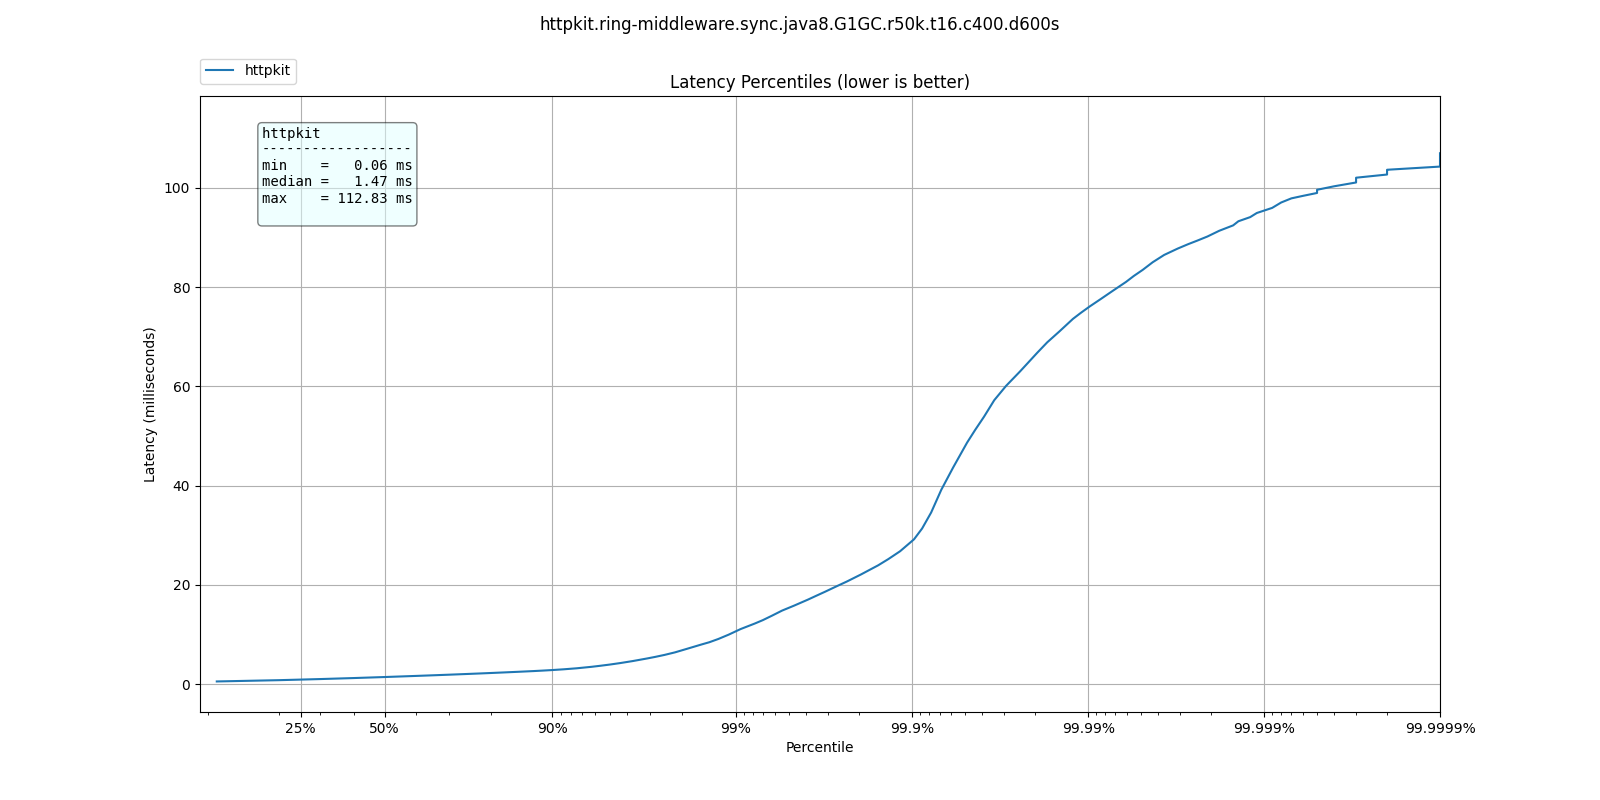 httpkit.ring-middleware.sync.java8.G1GC.r50k.t16.c400.d600s
httpkit
Latency Percentiles (lower is better)
httpkit
------------------
min    =   0.06 ms
median =   1.47 ms
max    = 112.83 ms
100
80
60
40
20
0
Latency (milliseconds)
25% 50% 90% 99% 99.9% 99.99% 99.999% 99.9999%
Percentile